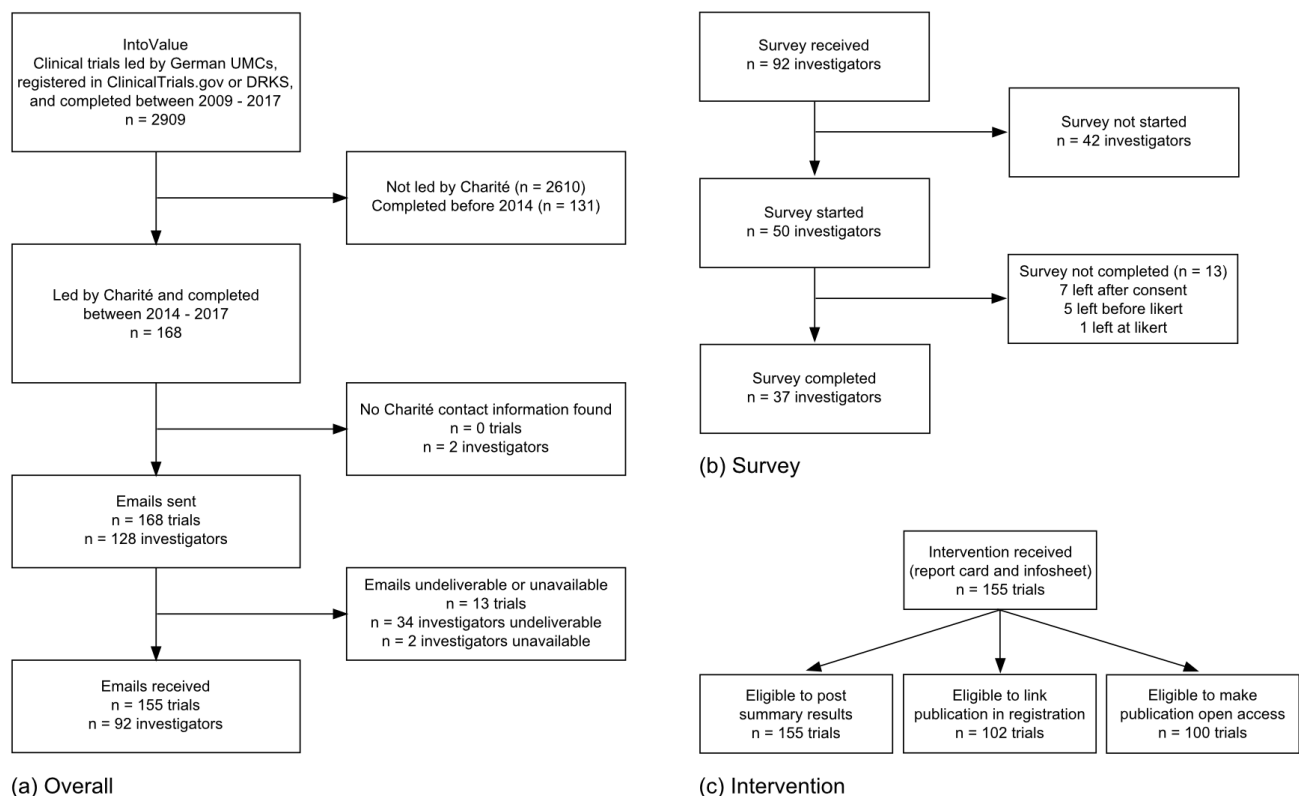 IntoValue
Clinical trials led by German UMCs,
registered in ClinicalTrials.gov or DRKS,
and completed between 2009 - 2017
n = 2909
Not led by Charité (n = 2610)
Completed before 2014 (n = 131)
Led by Charité and completed
between 2014 - 2017
n = 168
No Charité contact information found
n = 0 trials
n = 2 investigators
Emails sent
n = 168 trials
n = 128 investigators
Emails undeliverable or unavailable
n = 13 trials
n = 34 investigators undeliverable
n = 2 investigators unavailable
Emails received
n = 155 trials
n = 92 investigators
(a) Overall
Survey received
n = 92 investigators
Survey not started
n = 42 investigators
Survey started
n = 50 investigators
Survey not completed (n = 13)
7 left after consent
5 left before likert
1 left at likert
Survey completed
n = 37 investigators
(b) Survey
Intervention received
(report card and infosheet)
n = 155 trials
Eligible to post
summary results
n = 155 trials
Eligible to link
publication in registration
n = 102 trials
Eligible to make
publication open access
n = 100 trials
(c) Intervention